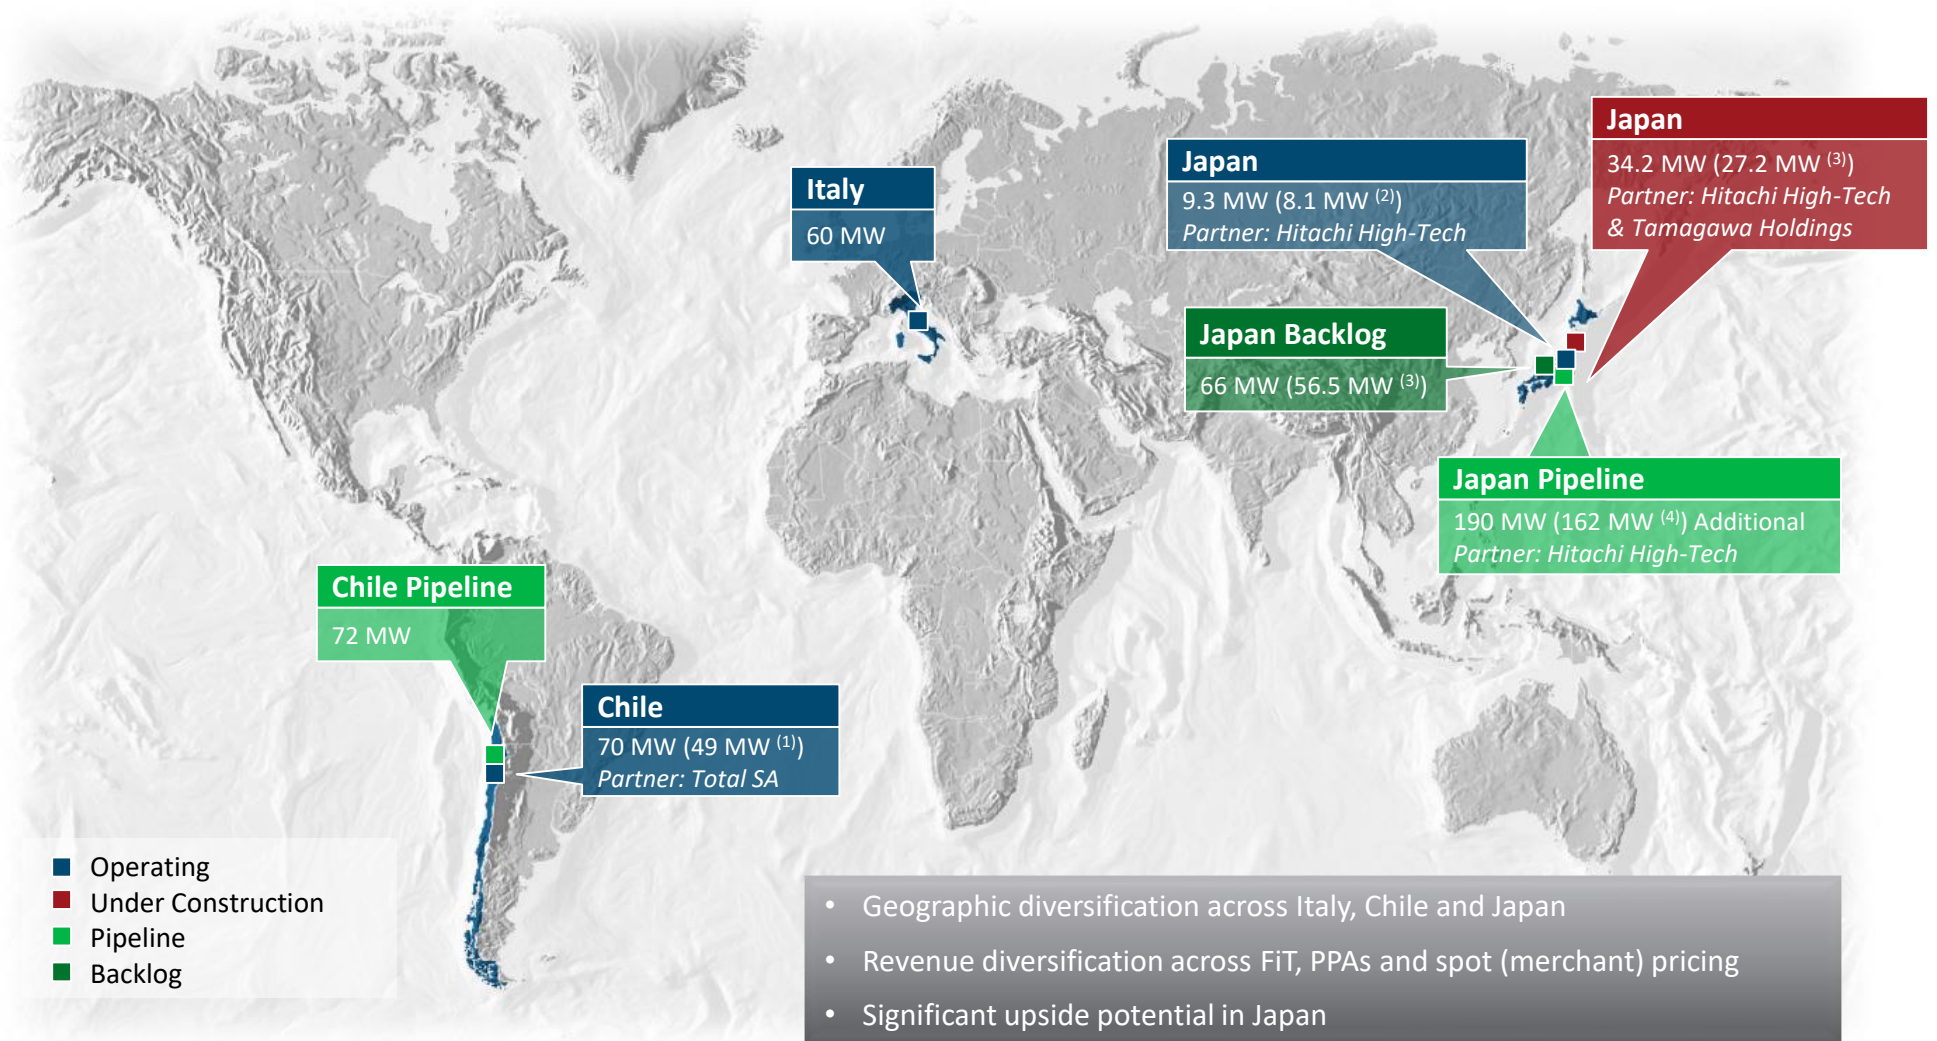 Japan
34.2 MW (27.2 MW (3))
Partner: Hitachi High-Tech
& Tamagawa Holdings
Japan
9.3 MW (8.1 MW (2))
Partner: Hitachi High-Tech
Italy
60 MW
Japan Backlog
66 MW (56.5 MW (3))
Japan Pipeline
190 MW (162 MW (4)) Additional
Partner: Hitachi High-Tech
Chile Pipeline
72 MW
Chile
70 MW (49 MW (1))
Partner: Total SA
Operating
Under Construction
Pipeline
Backlog
• Geographic diversification across Italy, Chile and Japan
• Revenue diversification across FiT, PPAs and spot (merchant) pricing
• Significant upside potential in Japan